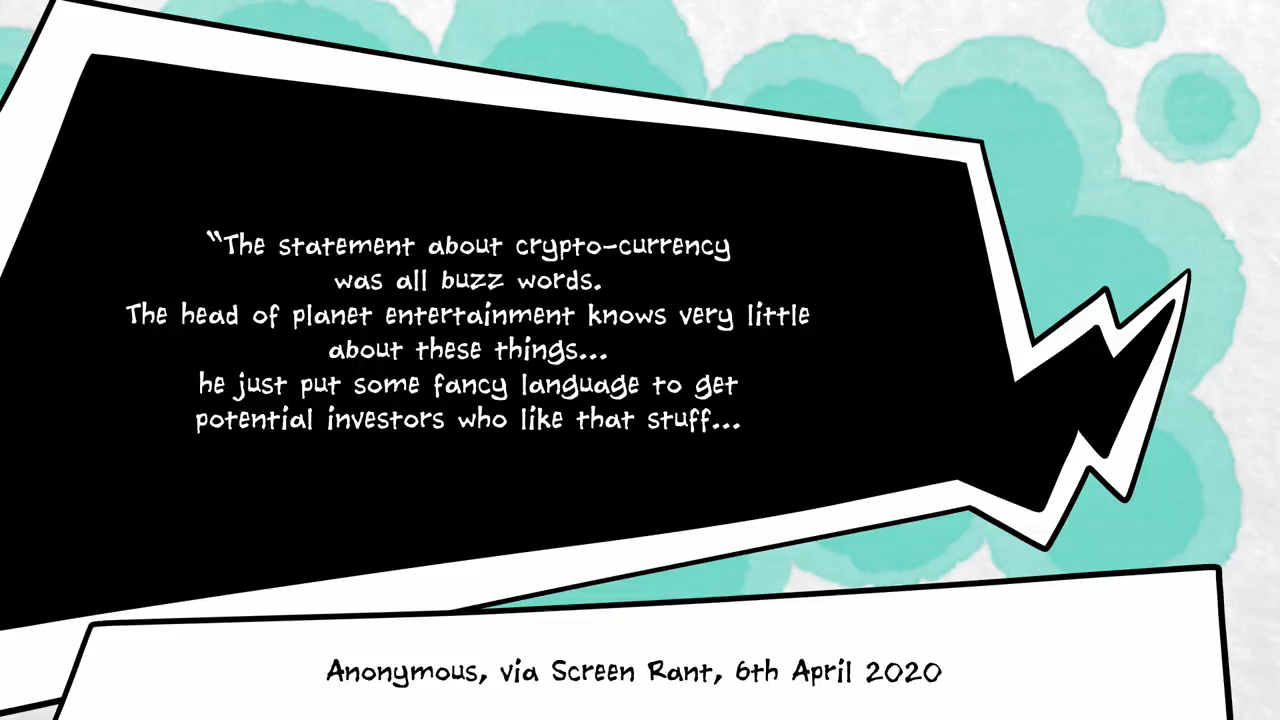 “The statement about crypto-currency
was all buzz words.
The head of planet entertainment knows very little
about these things...
he just put some fancy language to get
potential investors who like that stuff...
Anonymous, via Screen Rant, 6th April 2020